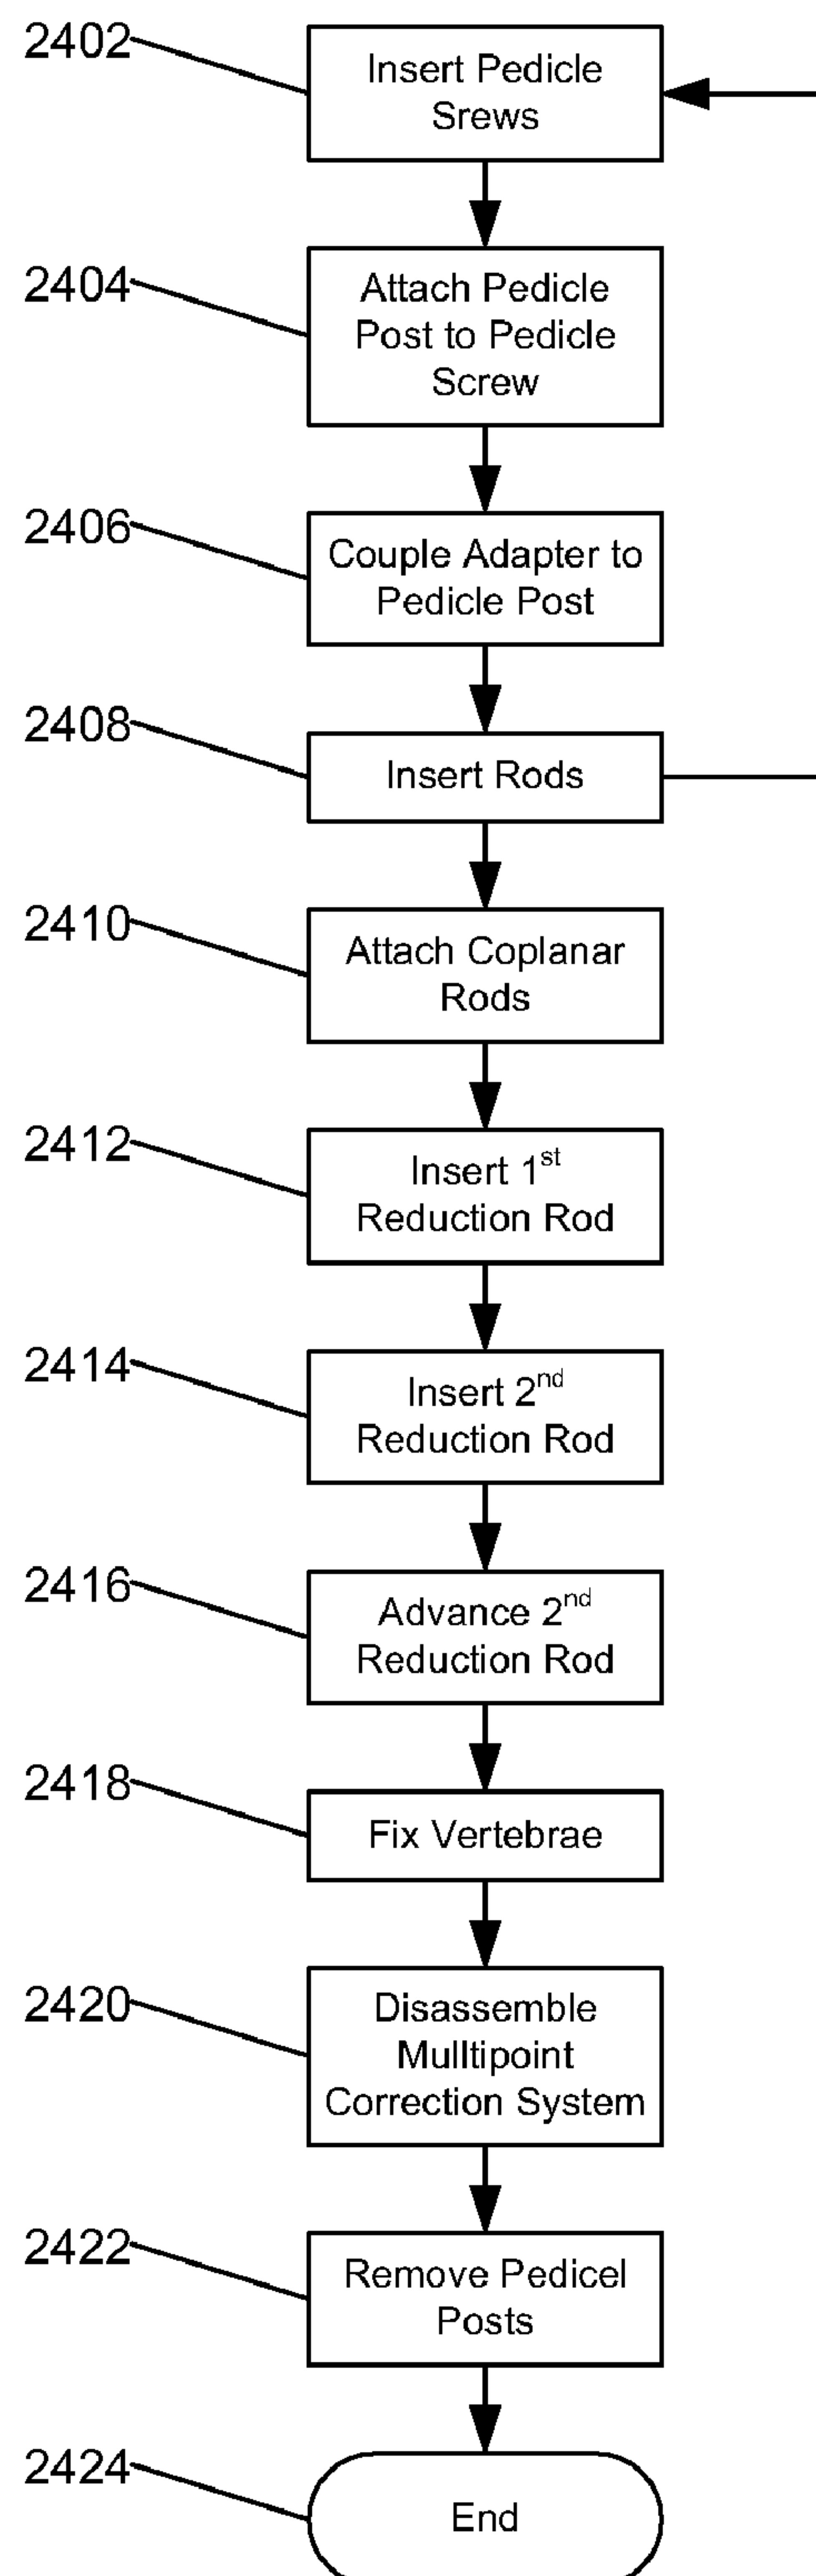 2402
Insert Pedicle
Srews
2404
Attach Pedicle
Post to Pedicle
Screw
2406
Couple Adapter to
Pedicle Post
2408
Insert Rods
2410
Attach Coplanar
Rods
2412
Insert 1st
Reduction Rod
2414
Insert 2nd
Reduction Rod
2416
Advance 2nd
Reduction Rod
2418
Fix Vertebrae
2420
Disassemble
Mulltipoint
Correction System
2422
Remove Pedicel
Posts
2424
End